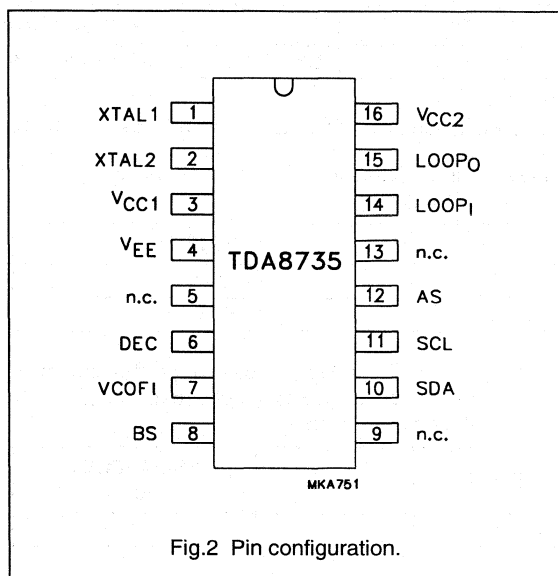 XTAL1 1 16 VCC2
XTAL2 2 15 LOOPO
VCC1 3 14 LOOPI
VEE 4 13 n.c.
TDA8735
n.c. 5 12 AS
DEC 6 11 SCL
VCOFI 7 10 SDA
BS 8 9 n.c.
MKA751
Fig.2 Pin configuration.